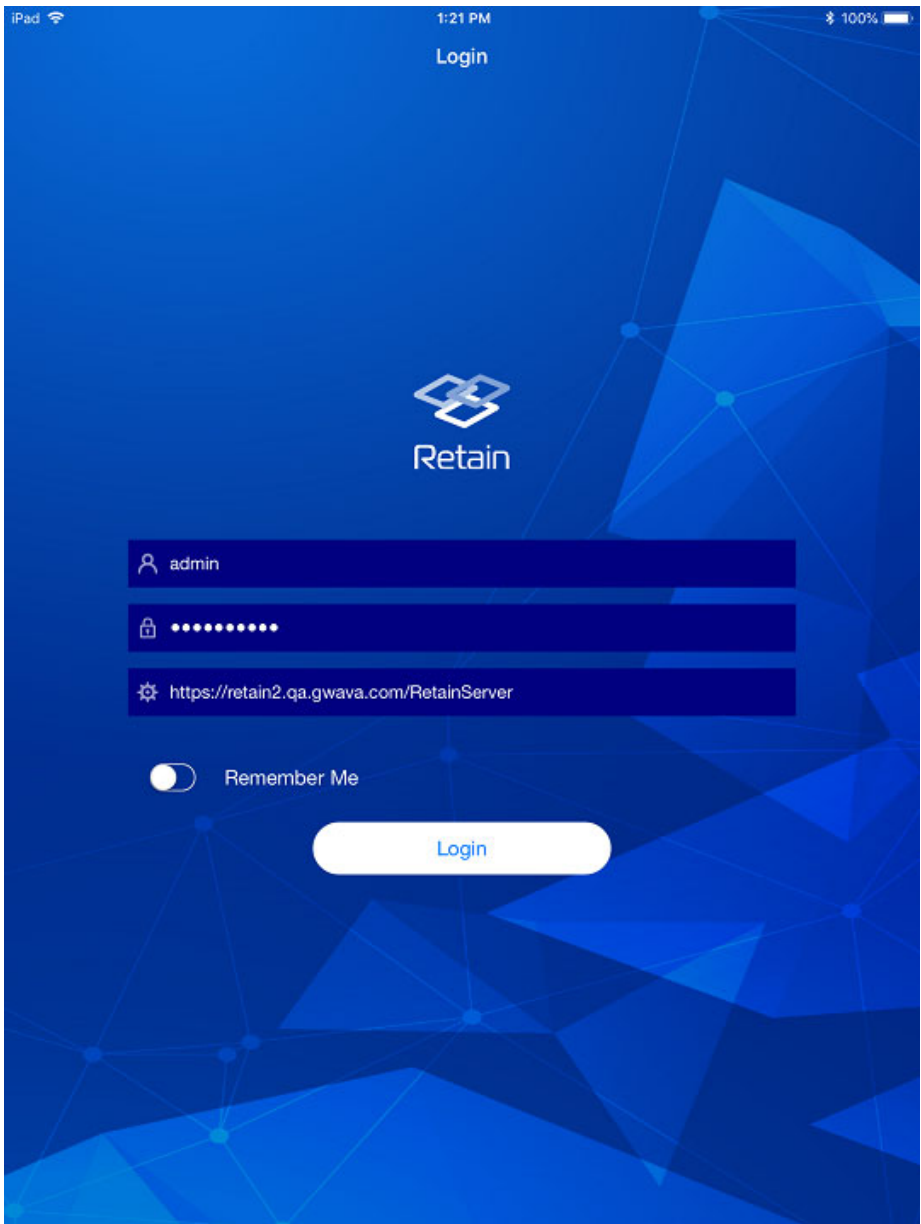 iPad 1:21 PM 100%
Login
Retain
admin
••••••••••
https://retain2.qa.gwava.com/RetainServer
Remember Me
Login